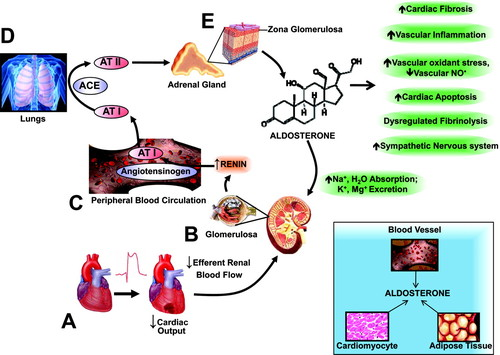 E
Zona Glomerulosa
D
AT II
ACE
AT I
Lungs
Adrenal Gland
HO
O
OH
O
H
H
H
O
ALDOSTERONE
↑Cardiac Fibrosis
↑Vascular Inflammation
↑Vascular oxidant stress,
↓Vascular NO•
↑Cardiac Apoptosis
Dysregulated Fibrinolysis
↑Sympathetic Nervous system
↑Na+, H2O Absorption;
K+, Mg+ Excretion
AT I
Angiotensinogen
↑RENIN
C
Peripheral Blood Circulation
Glomerulosa
B
↓Efferent Renal
Blood Flow
A
↓Cardiac
Output
Blood Vessel
ALDOSTERONE
Cardiomyocyte
Adipose Tissue